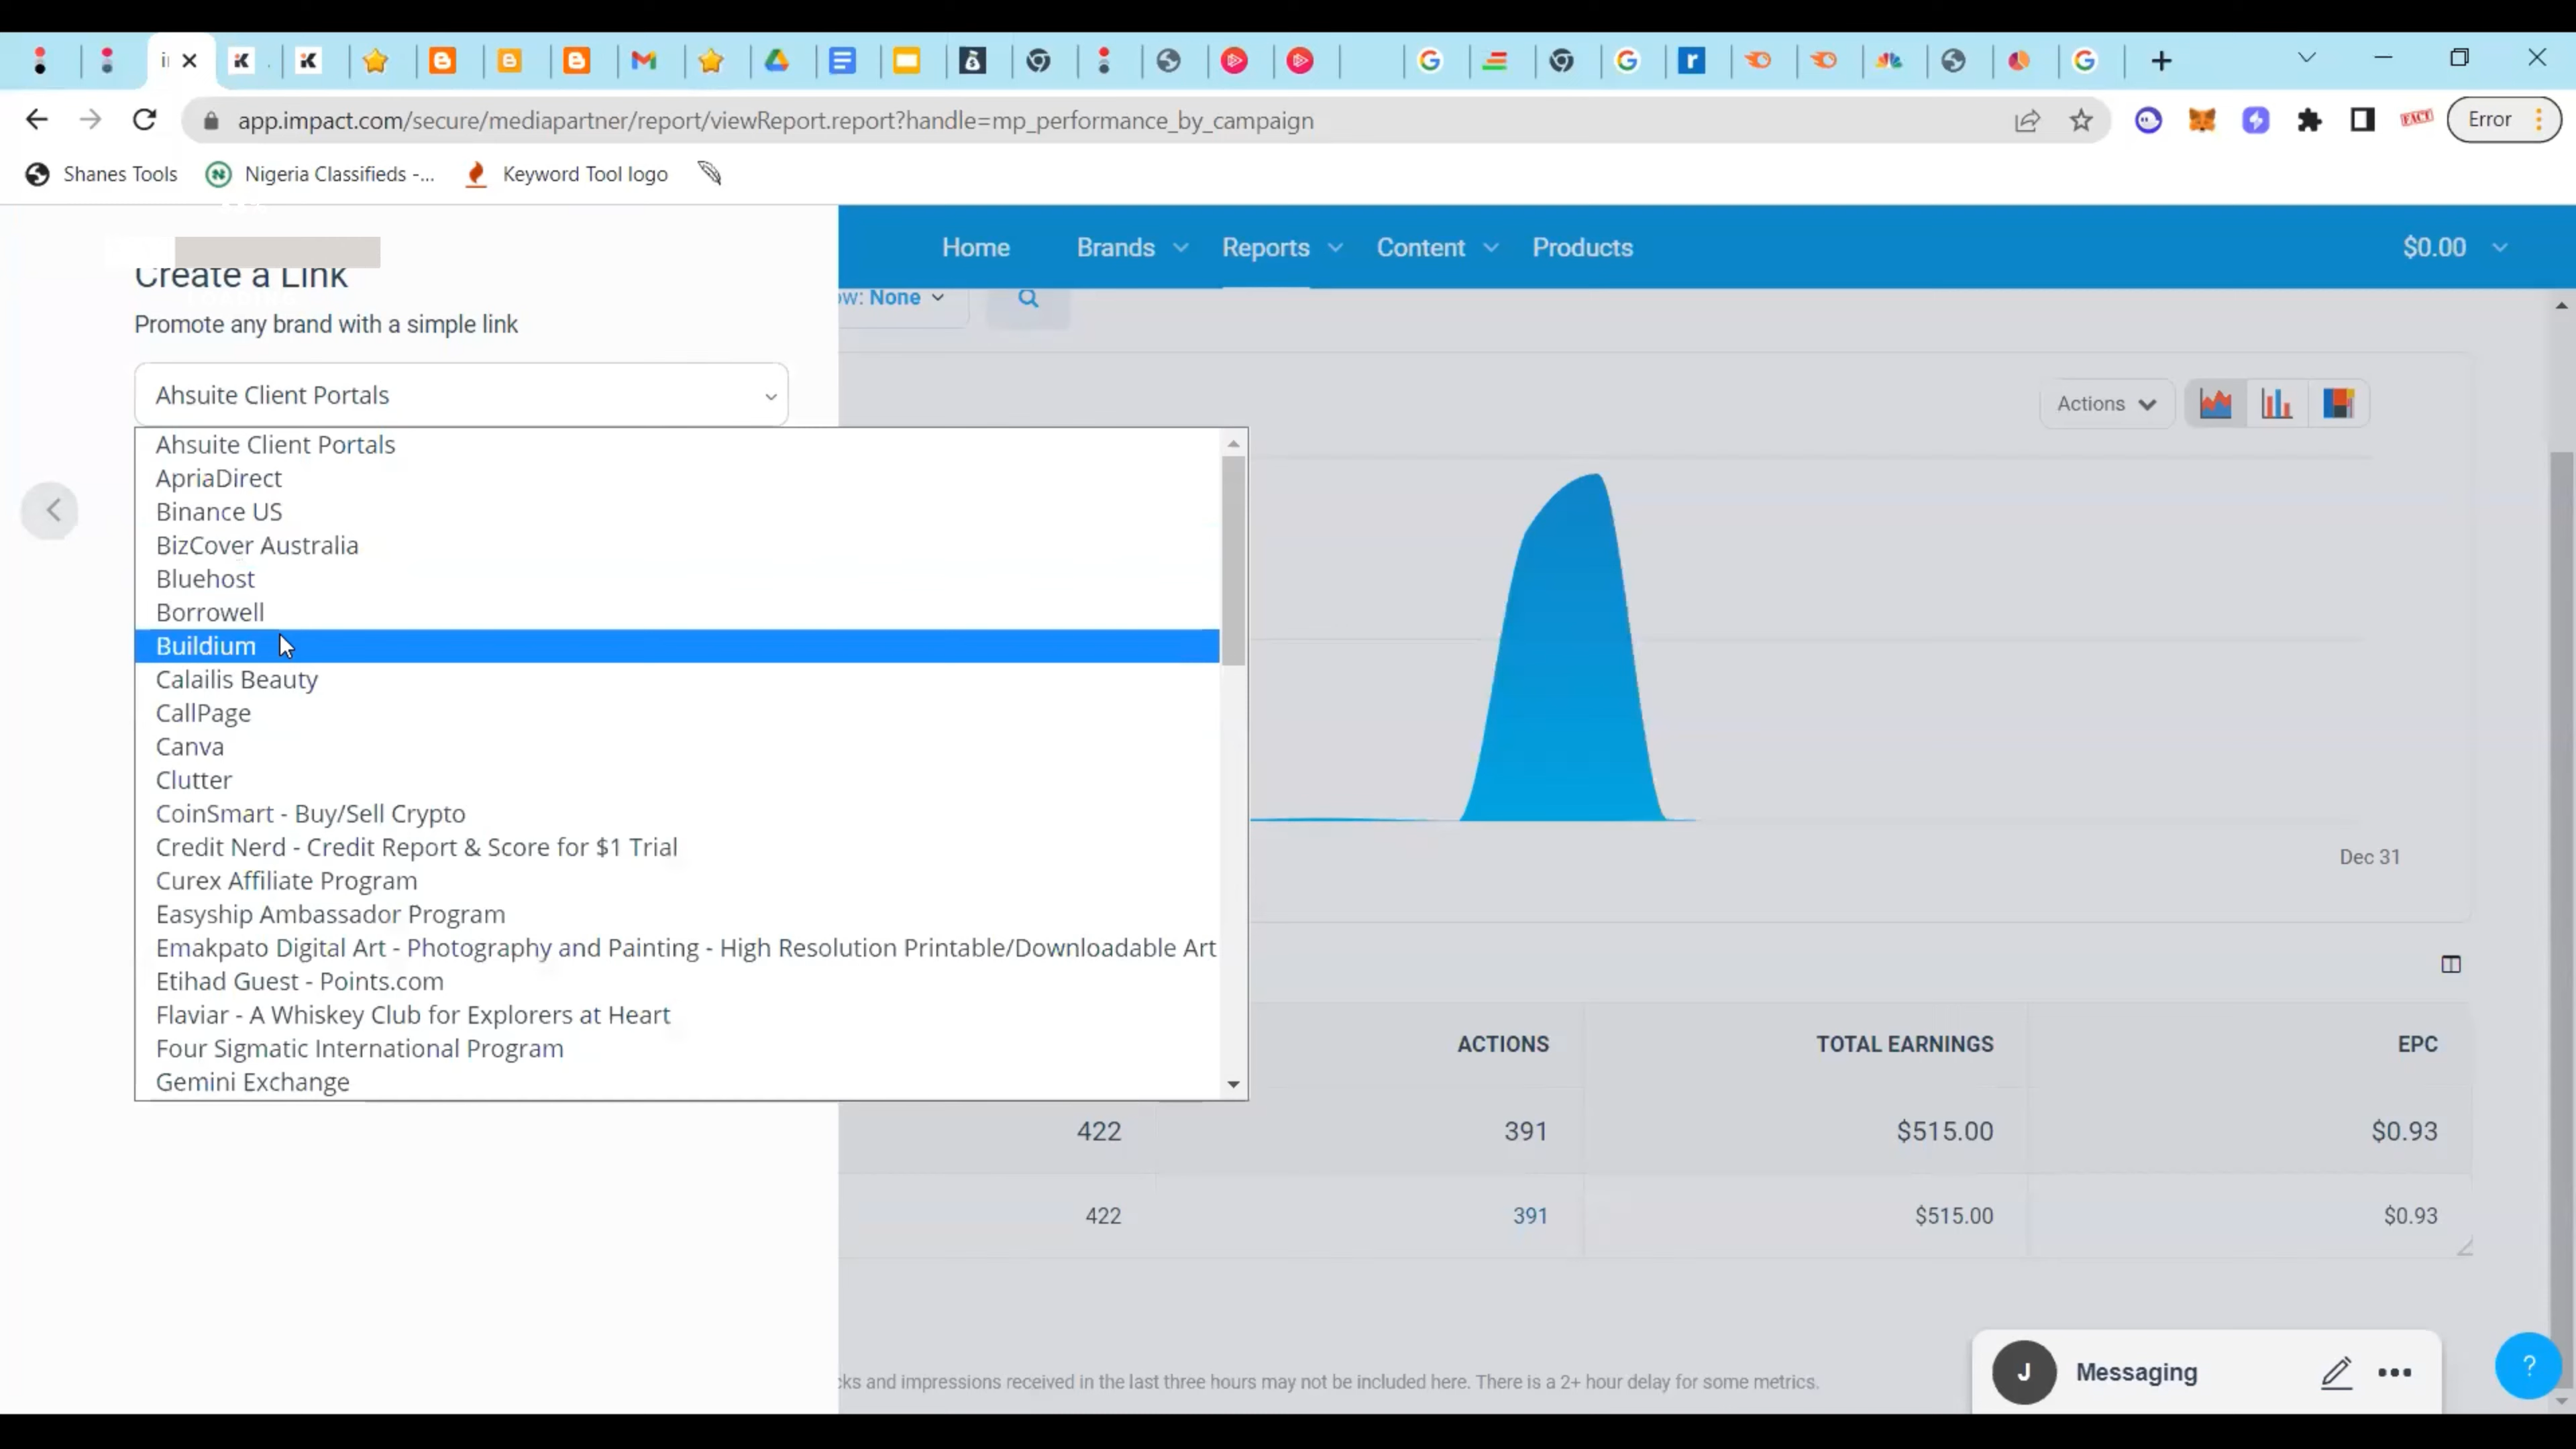 app.impact.com/secure/mediapartner/report/viewReport.report?handle=mp_performance_by_campaign
FACT
Error
Shanes Tools
Nigeria Classifieds -...
Keyword Tool logo
Home
Brands
Reports
Content
Products
$0.00
Create a Link
Promote any brand with a simple link
None
Actions
Ahsuite Client Portals
Ahsuite Client Portals
ApriaDirect
Binance US
BizCover Australia
Bluehost
Borrowell
Buildium
Calailis Beauty
CallPage
Canva
Clutter
CoinSmart - Buy/Sell Crypto
Credit Nerd - Credit Report & Score for $1 Trial
Curex Affiliate Program
Easyship Ambassador Program
Emakpato Digital Art - Photography and Painting - High Resolution Printable/Downloadable Art
Etihad Guest - Points.com
Flaviar - A Whiskey Club for Explorers at Heart
Four Sigmatic International Program
Gemini Exchange
Dec 31
ACTIONS TOTAL EARNINGS EPC
422 391 $515.00 $0.93
422 391 $515.00 $0.93
and impressions received in the last three hours may not be included here. There is a 2+ hour delay for some metrics.
J Messaging
?